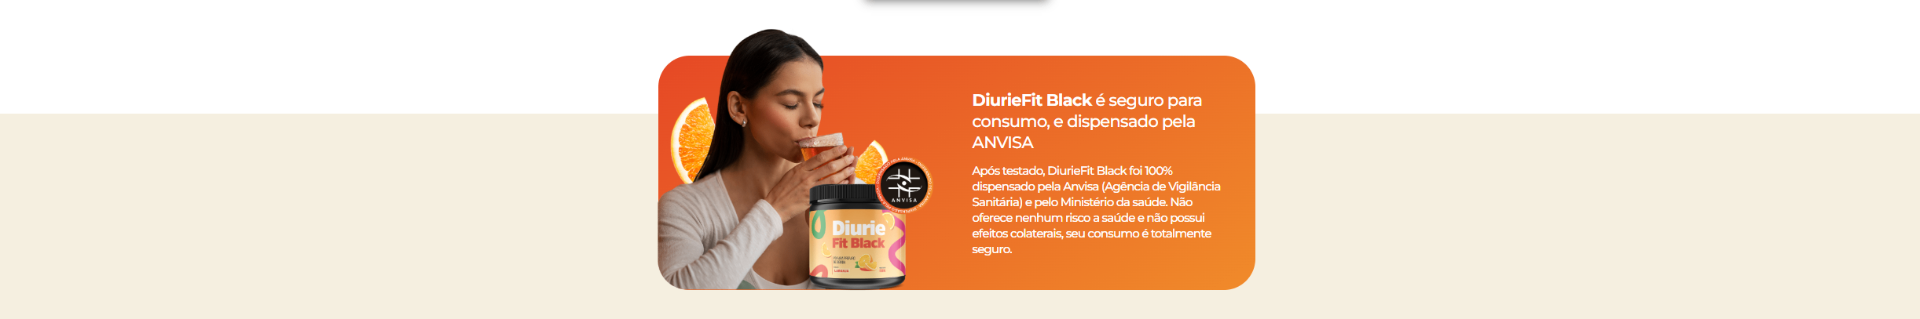 DiurieFit Black é seguro para
consumo, e dispensado pela
ANVISA
Após testado, DiurieFit Black foi 100%
dispensado pela Anvisa (Agência de Vigilância
Sanitária) e pelo Ministério da saúde. Não
oferece nenhum risco a saúde e não possui
efeitos colaterais, seu consumo é totalmente
seguro.
ANVISA
Diurie
Fit Black
LARANJA